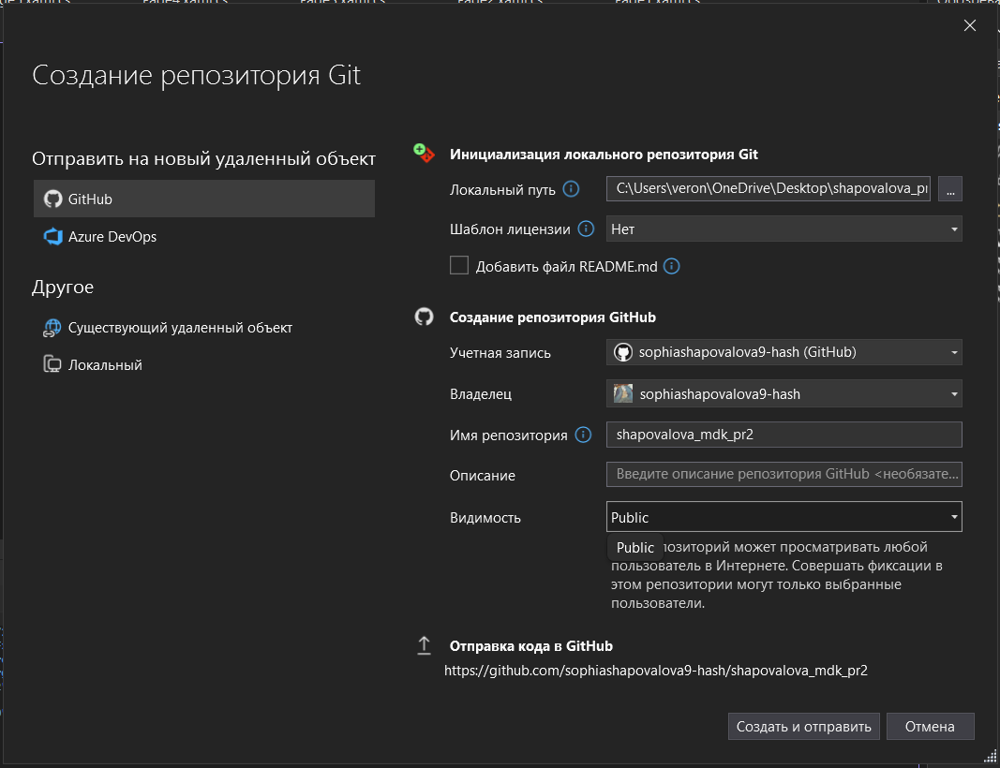 Создание репозитория Git
Отправить на новый удаленный объект
GitHub
Azure DevOps
Другое
Существующий удаленный объект
Локальный
Инициализация локального репозитория Git
Локальный путь
C:\Users\veron\OneDrive\Desktop\shapovalova_pr
...
Шаблон лицензии
Нет
Добавить файл README.md
Создание репозитория GitHub
Учетная запись
sophiashapovalova9-hash (GitHub)
Владелец
sophiashapovalova9-hash
Имя репозитория
shapovalova_mdk_pr2
Описание
Введите описание репозитория GitHub <необязате...
Видимость
Public
Public
позиторий может просматривать любой
пользователь в Интернете. Совершать фиксации в
этом репозитории могут только выбранные
пользователи.
Отправка кода в GitHub
https://github.com/sophiashapovalova9-hash/shapovalova_mdk_pr2
Создать и отправить
Отмена